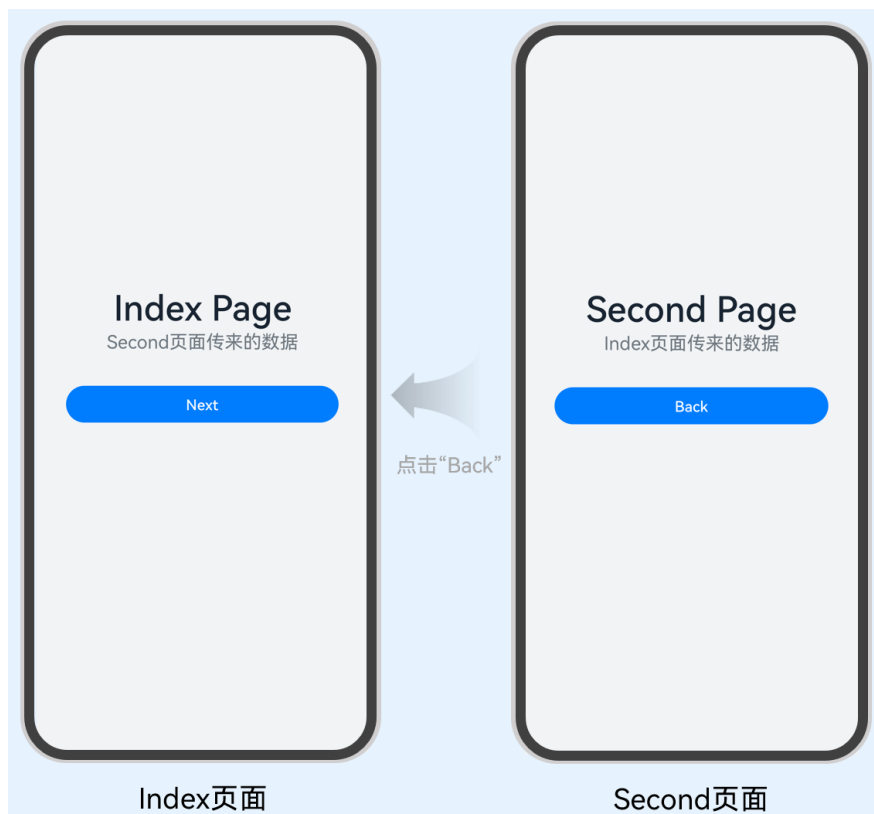 Index Page
Second页面传来的数据
Next
点击“Back”
Second Page
Index页面传来的数据
Back
Index页面
Second页面